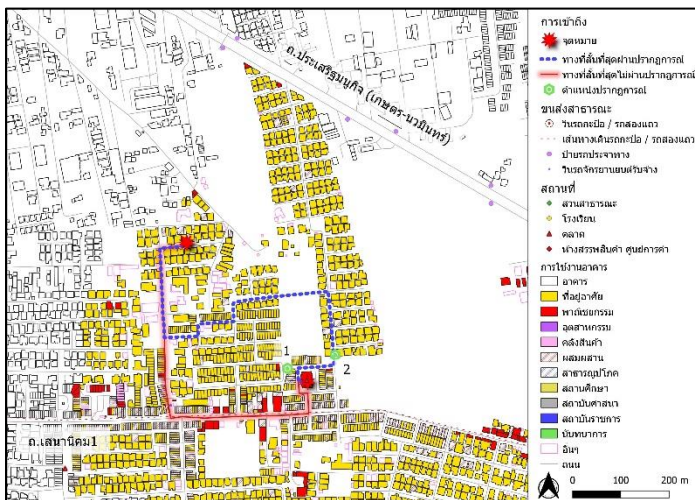 ถ.ประเสริฐมนูกิจ (เกษตร-นวมินทร์)
1
2
ถ.เสนานิคม1
การเข้าถึง
จุดหมาย
ทางที่สั้นที่สุดผ่านปรากฏการณ์
ทางที่สั้นที่สุดไม่ผ่านปรากฏการณ์
ตำแหน่งปรากฏการณ์
ขนส่งสาธารณะ
วินรถกะป๊อ / รถสองแถว
เส้นทางเดินรถกะป๊อ / รถสองแถว
ป้ายรถประจำทาง
วินรถจักรยานยนต์รับจ้าง
สถานที่
สวนสาธารณะ
โรงเรียน
ตลาด
ห้างสรรพสินค้า ศูนย์การค้า
การใช้งานอาคาร
อาคาร
ที่อยู่อาศัย
พาณิชยกรรม
อุตสาหกรรม
คลังสินค้า
ผสมผสาน
สาธารณูปโภค
สถานศึกษา
สถาบันศาสนา
สถาบันราชการ
นันทนาการ
อื่นๆ
ถนน
0 100 200 m